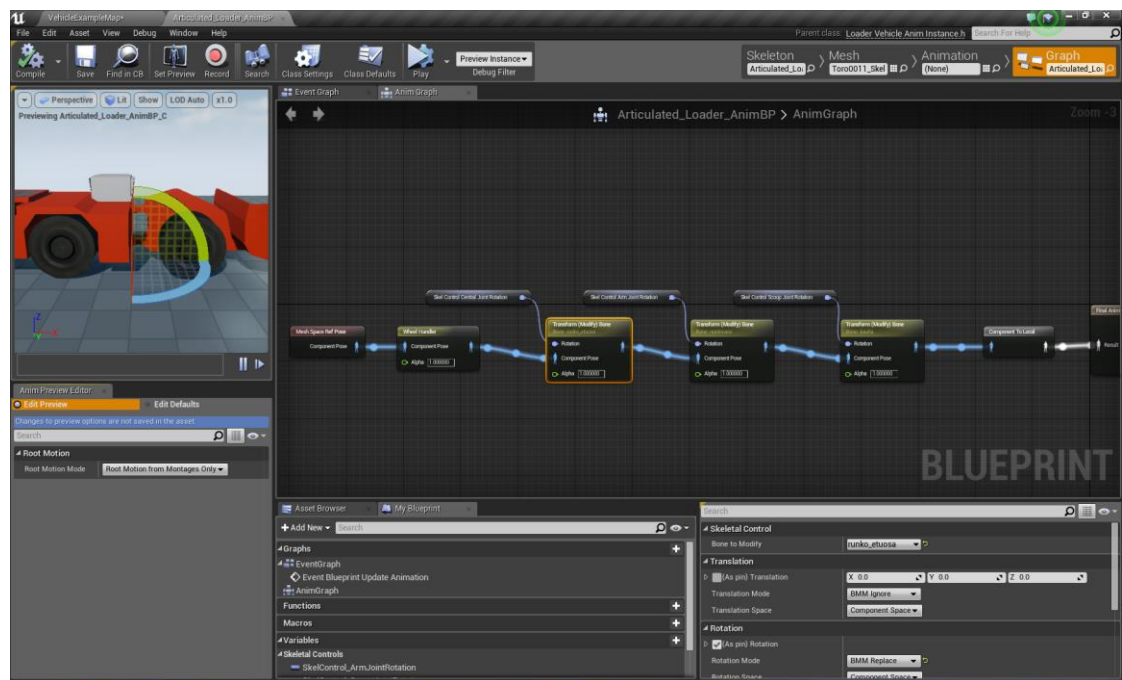 VehicleExampleMap*
Articulated_Loader_AnimBP
File Edit Asset View Debug Window Help
Parent class: Loader Vehicle Anim Instance.h
Search For Help
Compile
Save
Find in CB
Set Preview
Record
Search
Class Settings
Class Defaults
Play
Preview Instance
Debug Filter
Skeleton
Articulated_Loa
Mesh
Toro0011_Skel
Animation
(None)
Graph
Articulated_Loa
Perspective
Lit
Show
LOD Auto
x1.0
Previewing Articulated_Loader_AnimBP_C
Z
Event Graph
Anim Graph
Articulated_Loader_AnimBP > AnimGraph
Zoom -3
Skel Control Central Joint Rotation
Skel Control Arm Joint Rotation
Skel Control Scoop Joint Rotation
Mesh Space Ref Pose
Component Pose
Wheel Handler
Component Pose
Alpha 1.000000
Transform (Modify) Bone
Rotation
Component Pose
Alpha 1.000000
Transform (Modify) Bone
Rotation
Component Pose
Alpha 1.000000
Transform (Modify) Bone
Rotation
Component Pose
Alpha 1.000000
Component To Local
Final Anim
Result
BLUEPRINT
Anim Preview Editor
Edit Preview
Edit Defaults
Changes to preview options are not saved in the asset
Search
Root Motion
Root Motion Mode
Root Motion from Montages Only
Asset Browser
My Blueprint
Add New
Search
Graphs
EventGraph
Event Blueprint Update Animation
AnimGraph
Functions
Macros
Variables
Skeletal Controls
SkelControl_ArmJointRotation
Search
Skeletal Control
Bone to Modify
runko_etuosa
Translation
(As pin) Translation
X 0.0
Y 0.0
Z 0.0
Translation Mode
BMM Ignore
Translation Space
Component Space
Rotation
(As pin) Rotation
Rotation Mode
BMM Replace
Rotation Space
Component Space